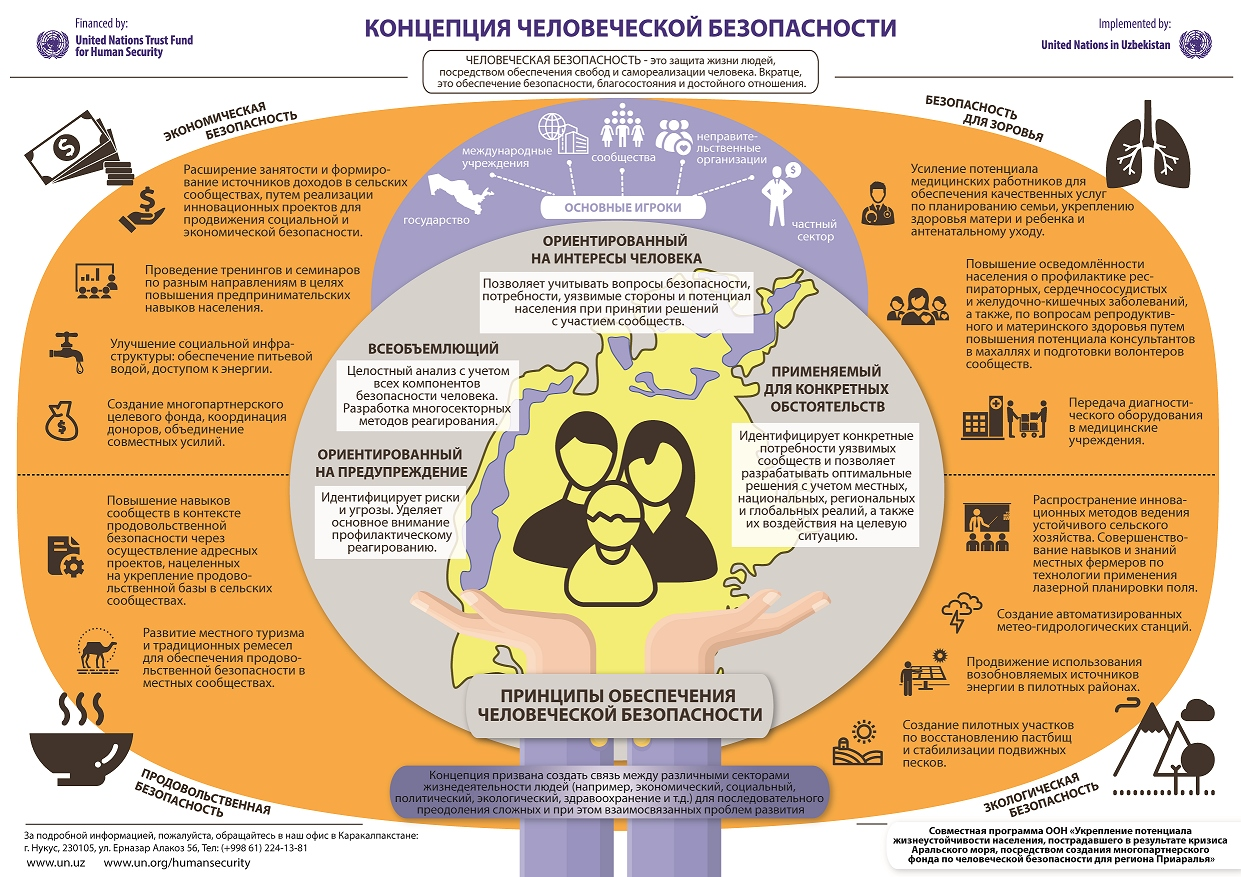 Financed by:
United Nations Trust Fund
for Human Security
КОНЦЕПЦИЯ ЧЕЛОВЕЧЕСКОЙ БЕЗОПАСНОСТИ
Implemented by:
United Nations in Uzbekistan
ЧЕЛОВЕЧЕСКАЯ БЕЗОПАСНОСТЬ - это защита жизни людей,
посредством обеспечения свобод и самореализации человека. Вкратце,
это обеспечение безопасности, благосостояния и достойного отношения.
ЭКОНОМИЧЕСКАЯ
БЕЗОПАСНОСТЬ
Расширение занятости и формиро-
вание источников доходов в сельских
сообществах, путем реализации
инновационных проектов для
продвижения социальной и
экономической безопасности.
Проведение тренингов и семинаров
по разным направлениям в целях
повышения предпринимательских
навыков населения.
Улучшение социальной инфра-
структуры: обеспечение питьевой
водой, доступом к энергии.
Создание многопартнерского
целевого фонда, координация
доноров, объединение
совместных усилий.
государство
международные
учреждения
сообщества
неправите-
льственные
организации
частный
сектор
ОСНОВНЫЕ ИГРОКИ
БЕЗОПАСНОСТЬ
ДЛЯ ЗОРОВЬЯ
Усиление потенциала
медицинских работников для
обеспечения качественных услуг
по планированию семьи, укреплению
здоровья матери и ребенка и
антенатальному уходу.
Повышение осведомлённости
населения о профилактике рес-
пираторных, сердечнососудистых
и желудочно-кишечных заболеваний,
а также, по вопросам репродуктив-
ного и материнского здоровья путем
повышения потенциала консультантов
в махаллях и подготовки волонтеров
сообществ.
Передача диагности-
ческого оборудования
в медицинские
учреждения.
ОРИЕНТИРОВАННЫЙ
НА ИНТЕРЕСЫ ЧЕЛОВЕКА
Позволяет учитывать вопросы безопасности,
потребности, уязвимые стороны и потенциал
населения при принятии решений
с участием сообществ.
ВСЕОБЪЕМЛЮЩИЙ
Целостный анализ с учетом
всех компонентов
безопасности человека.
Разработка многосекторных
методов реагирования.
ОРИЕНТИРОВАННЫЙ
НА ПРЕДУПРЕЖДЕНИЕ
Идентифицирует риски
и угрозы. Уделяет
основное внимание
профилактическому
реагированию.
ПРИМЕНЯЕМЫЙ
ДЛЯ КОНКРЕТНЫХ
ОБСТОЯТЕЛЬСТВ
Идентифицирует конкретные
потребности уязвимых
сообществ и позволяет
разрабатывать оптимальные
решения с учетом местных,
национальных, региональных
и глобальных реалий, а также
их воздействия на целевую
ситуацию.
ПРИНЦИПЫ ОБЕСПЕЧЕНИЯ
ЧЕЛОВЕЧЕСКОЙ БЕЗОПАСНОСТИ
Повышение навыков
сообществ в контексте
продовольственной
безопасности через
осуществление адресных
проектов, нацеленных
на укрепление продово-
льственной базы в сельских
сообществах.
Развитие местного туризма
и традиционных ремесел
для обеспечения продово-
льственной безопасности в
местных сообществах.
ПРОДОВОЛЬСТВЕННАЯ
БЕЗОПАСНОСТЬ
Распространение иннова-
ционных методов ведения
устойчивого сельского
хозяйства. Совершенство-
вание навыков и знаний
местных фермеров по
технологии применения
лазерной планировки поля.
Создание автоматизированных
метео-гидрологических станций.
Продвижение использования
возобновляемых источников
энергии в пилотных районах.
Создание пилотных участков
по восстановлению пастбищ
и стабилизации подвижных
песков.
ЗКОЛОГИЧЕСКАЯ
БЕЗОПАСНОСТЬ
Концепция призвана создать связь между различными секторами
жизнедеятельности людей (например, экономический, социальный,
политический, экологический, здравоохранение и т.д.) для последовательного
преодоления сложных и при этом взаимосвязанных проблем развития
За подробной информацией, пожалуйста, обращайтесь в наш офис в Каракалпакстане:
г. Нукус, 230105, ул. Ерназар Алакоз 56, Тел: (+998 61) 224-13-81
www.un.uz www.un.org/humansecurity
Совместная программа ООН «Укрепление потенциала
жизнеустойчивости населения, пострадавшего в результате кризиса
Аральского моря, посредством создания многопартнерского
фонда по человеческой безопасности для региона Приаралья»